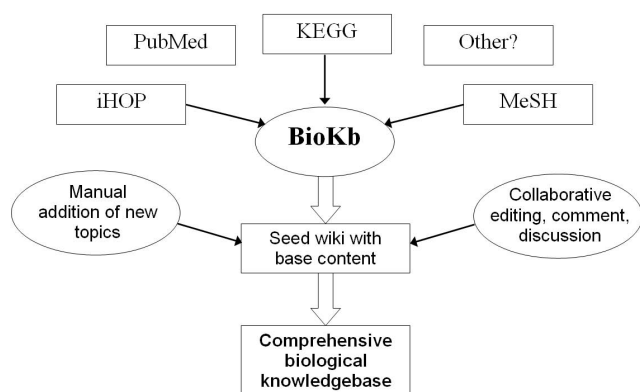 PubMed
KEGG
Other?
iHOP
MeSH
BioKb
Manual
addition of new
topics
Collaborative
editing, comment,
discussion
Seed wiki with
base content
Comprehensive
biological
knowledgebase